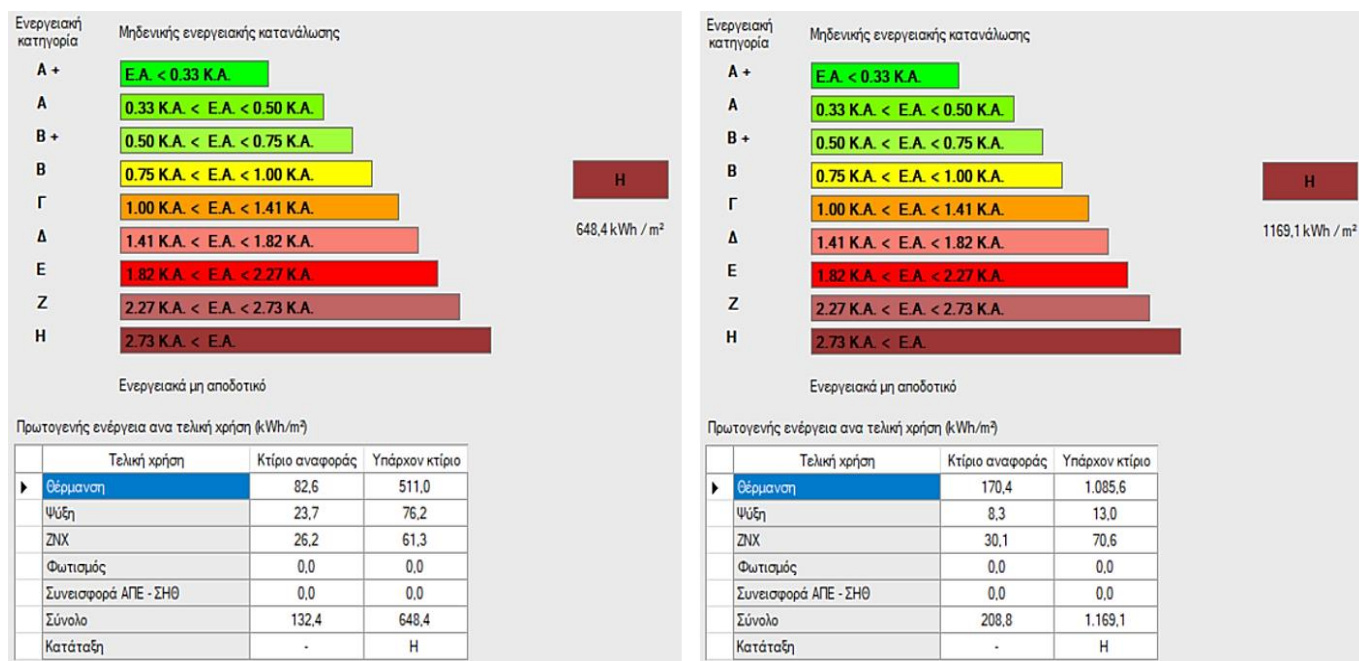 Ενεργειακή
κατηγορία
Μηδενικής ενεργειακής κατανάλωσης
A + E.A. < 0.33 K.A.
A 0.33 K.A. < E.A. < 0.50 K.A.
B + 0.50 K.A. < E.A. < 0.75 K.A.
B 0.75 K.A. < E.A. < 1.00 K.A.
Γ 1.00 K.A. < E.A. < 1.41 K.A.
Δ 1.41 K.A. < E.A. < 1.82 K.A.
E 1.82 K.A. < E.A. < 2.27 K.A.
Z 2.27 K.A. < E.A. < 2.73 K.A.
H 2.73 K.A. < E.A.
H
648,4 kWh / m²
Ενεργειακά μη αποδοτικό
Πρωτογενής ενέργεια ανα τελική χρήση (kWh/m²)
Τελική χρήση Κτίριο αναφοράς Υπάρχον κτίριο
Θέρμανση 82,6 511,0
Ψύξη 23,7 76,2
ΖΝΧ 26,2 61,3
Φωτισμός 0,0 0,0
Συνεισφορά ΑΠΕ - ΣΗΘ 0,0 0,0
Σύνολο 132,4 648,4
Κατάταξη - H
Ενεργειακή
κατηγορία
Μηδενικής ενεργειακής κατανάλωσης
A + E.A. < 0.33 K.A.
A 0.33 K.A. < E.A. < 0.50 K.A.
B + 0.50 K.A. < E.A. < 0.75 K.A.
B 0.75 K.A. < E.A. < 1.00 K.A.
Γ 1.00 K.A. < E.A. < 1.41 K.A.
Δ 1.41 K.A. < E.A. < 1.82 K.A.
E 1.82 K.A. < E.A. < 2.27 K.A.
Z 2.27 K.A. < E.A. < 2.73 K.A.
H 2.73 K.A. < E.A.
H
1169,1 kWh / m²
Ενεργειακά μη αποδοτικό
Πρωτογενής ενέργεια ανα τελική χρήση (kWh/m²)
Τελική χρήση Κτίριο αναφοράς Υπάρχον κτίριο
Θέρμανση 170,4 1.085,6
Ψύξη 8,3 13,0
ΖΝΧ 30,1 70,6
Φωτισμός 0,0 0,0
Συνεισφορά ΑΠΕ - ΣΗΘ 0,0 0,0
Σύνολο 208,8 1.169,1
Κατάταξη - H